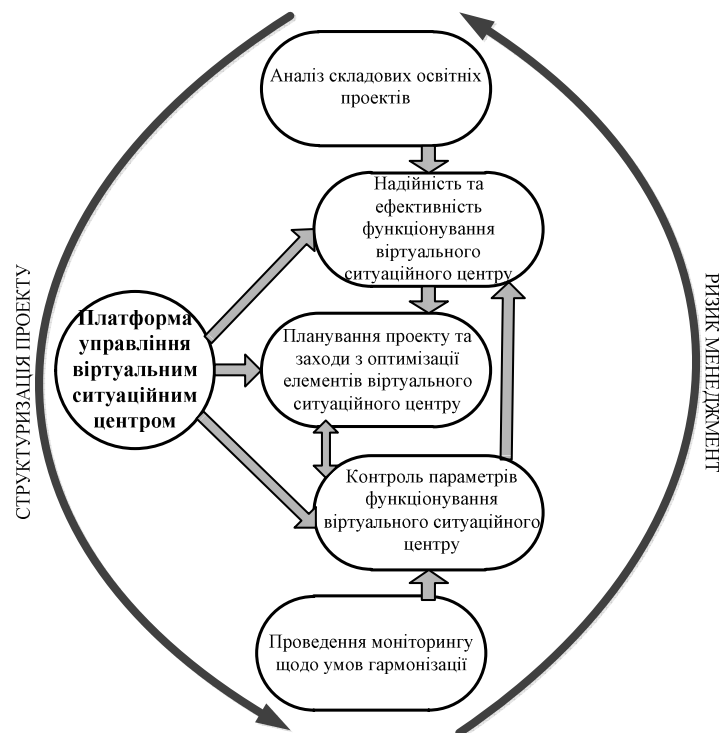 Аналіз складових освітніх
проектів
Надійність та
ефективність
функціонування
віртуального
ситуаційного центру
Платформа
управління
віртуальним
ситуаційним
центром
Планування проекту та
заходи з оптимізації
елементів віртуального
ситуаційного центру
Контроль параметрів
функціонування
віртуального ситуаційного
центру
Проведення моніторингу
щодо умов гармонізації
СТРУКТУРИЗАЦІЯ ПРОЕКТУ
РИЗИК МЕНЕДЖМЕНТ